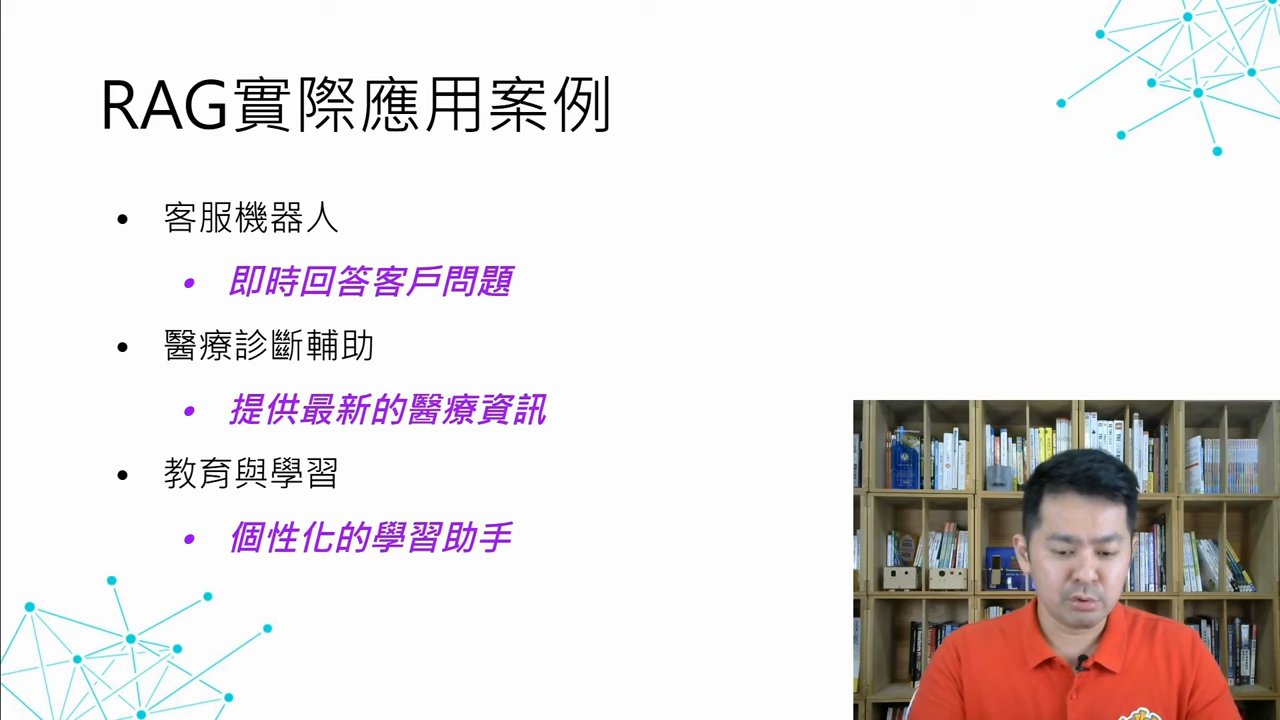 RAG實際應用案例
• 客服機器人
• 即時回答客戶問題
• 醫療診斷輔助
• 提供最新的醫療資訊
• 教育與學習
• 個性化的學習助手